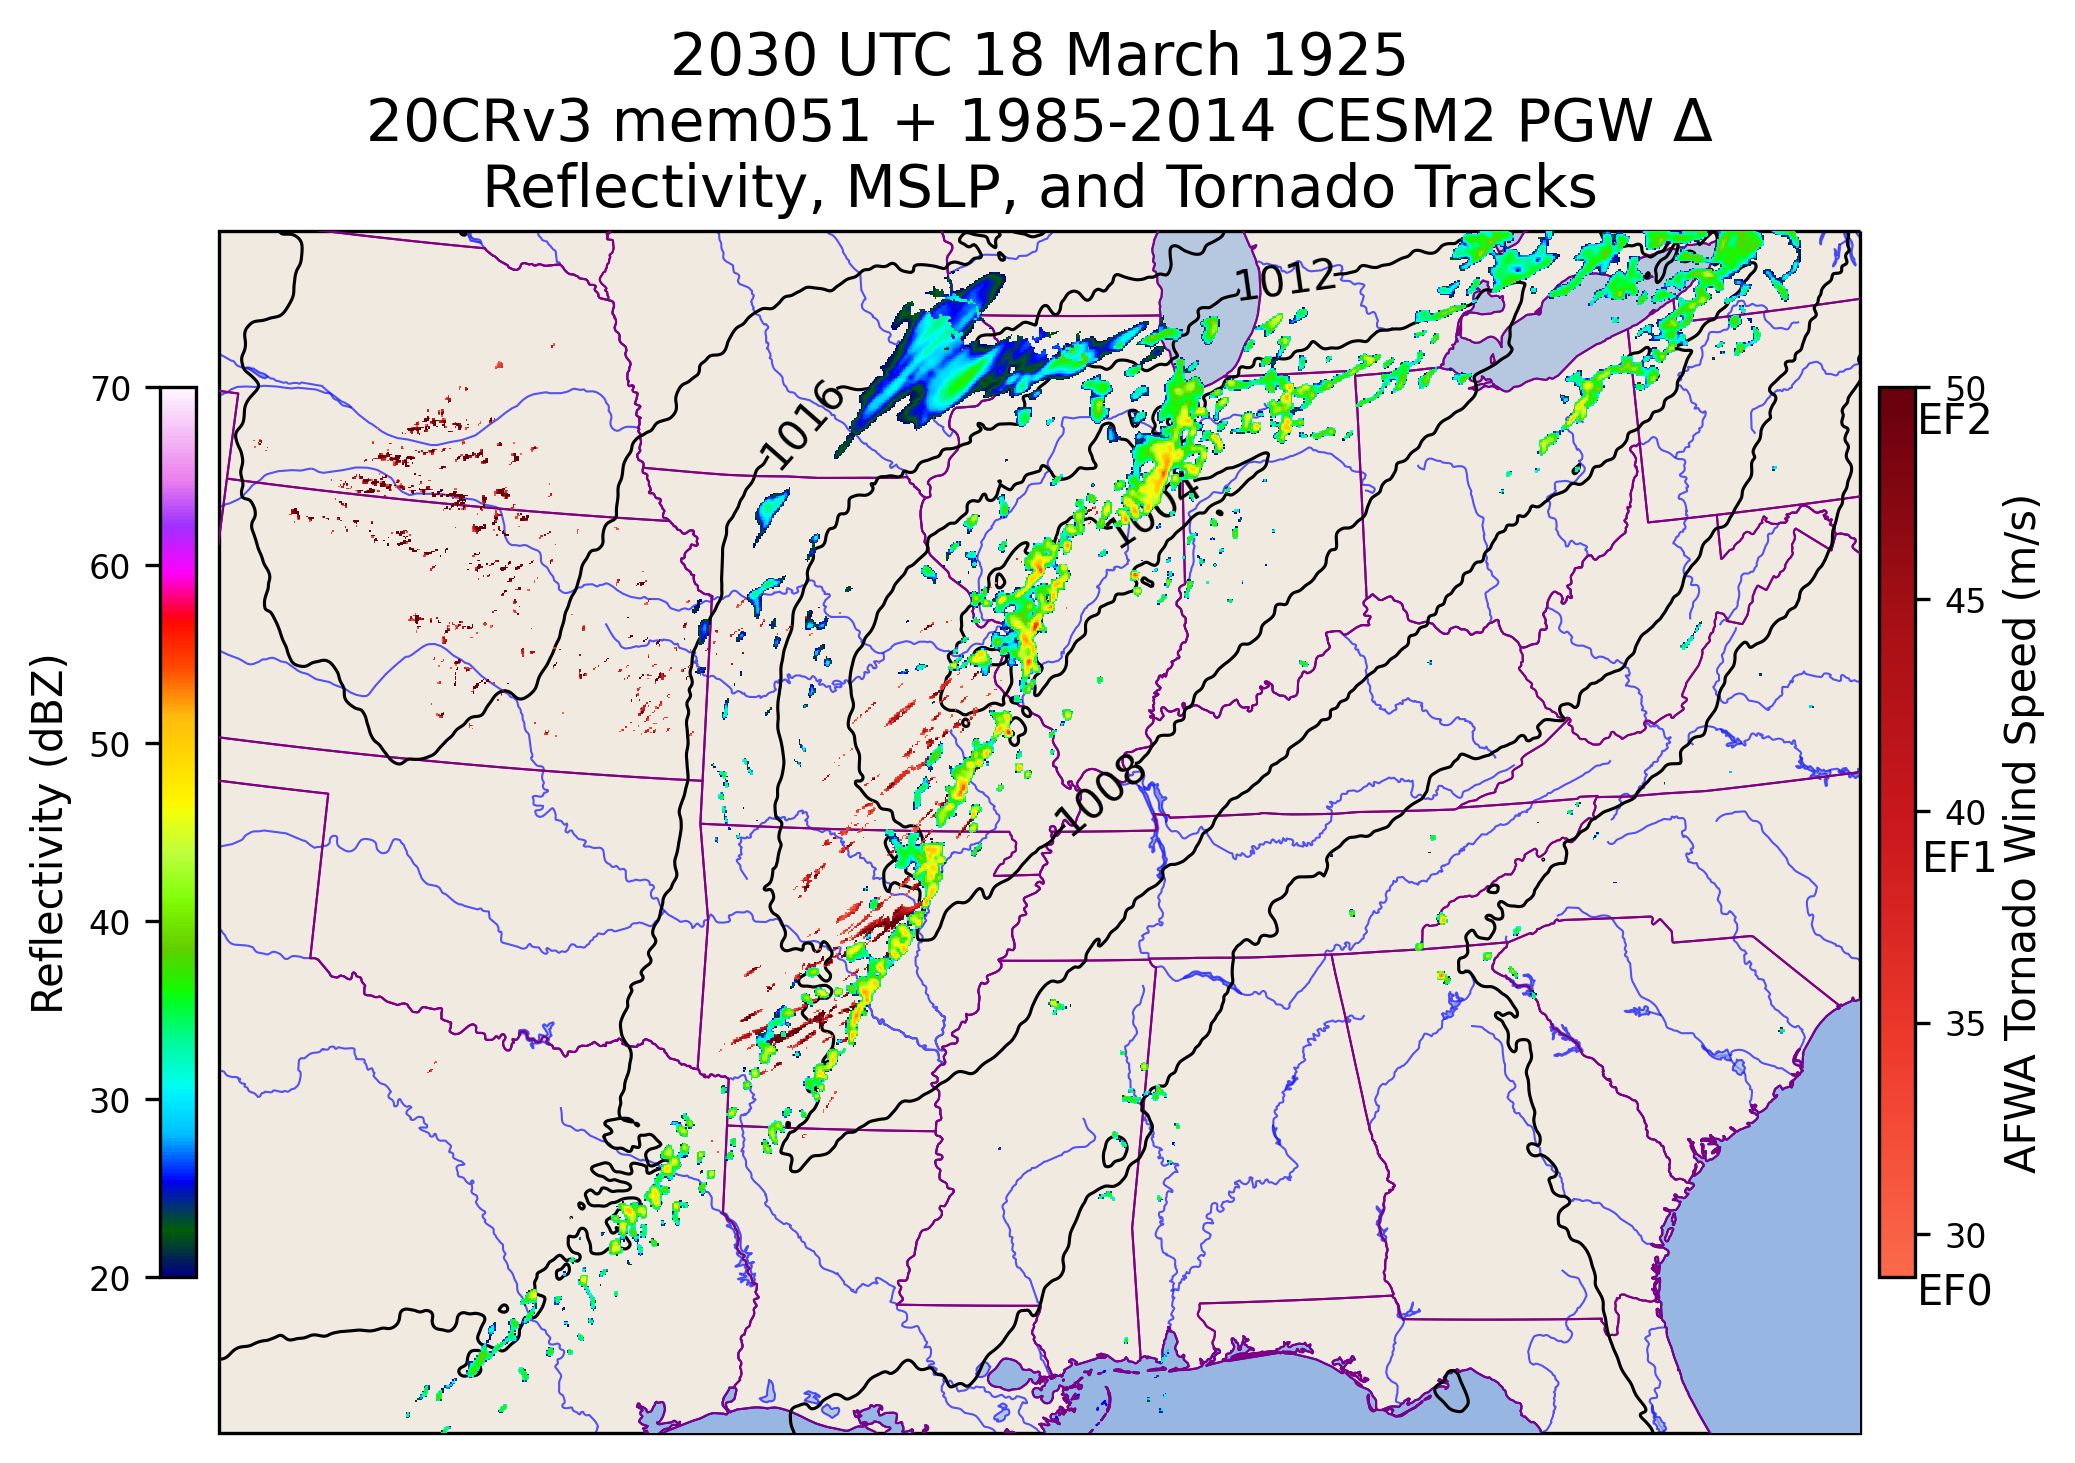 2030 UTC 18 March 1925
20CRv3 mem051 + 1985-2014 CESM2 PGW Δ
Reflectivity, MSLP, and Tornado Tracks
Reflectivity (dBZ)
70
60
50
40
30
20
1012
1016
1004
1008
50
EF2
45
40
EF1
35
30
EF0
AFWA Tornado Wind Speed (m/s)